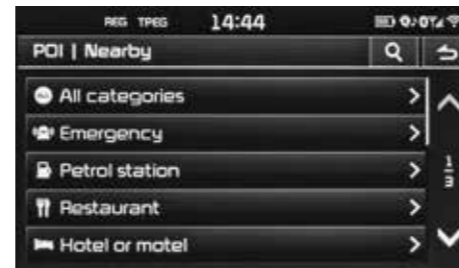 REG TPEG 14:44
POI | Nearby
All categories
Emergency
Petrol station
Restaurant
Hotel or motel
1/3